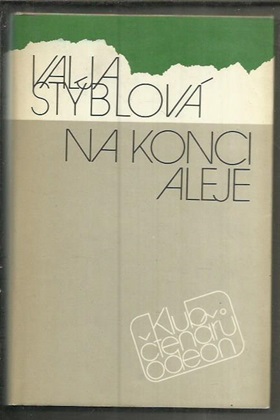 VALJA
STÝBLOVÁ
NA KONCI
ALEJE
Klub
čtenářů
odeon